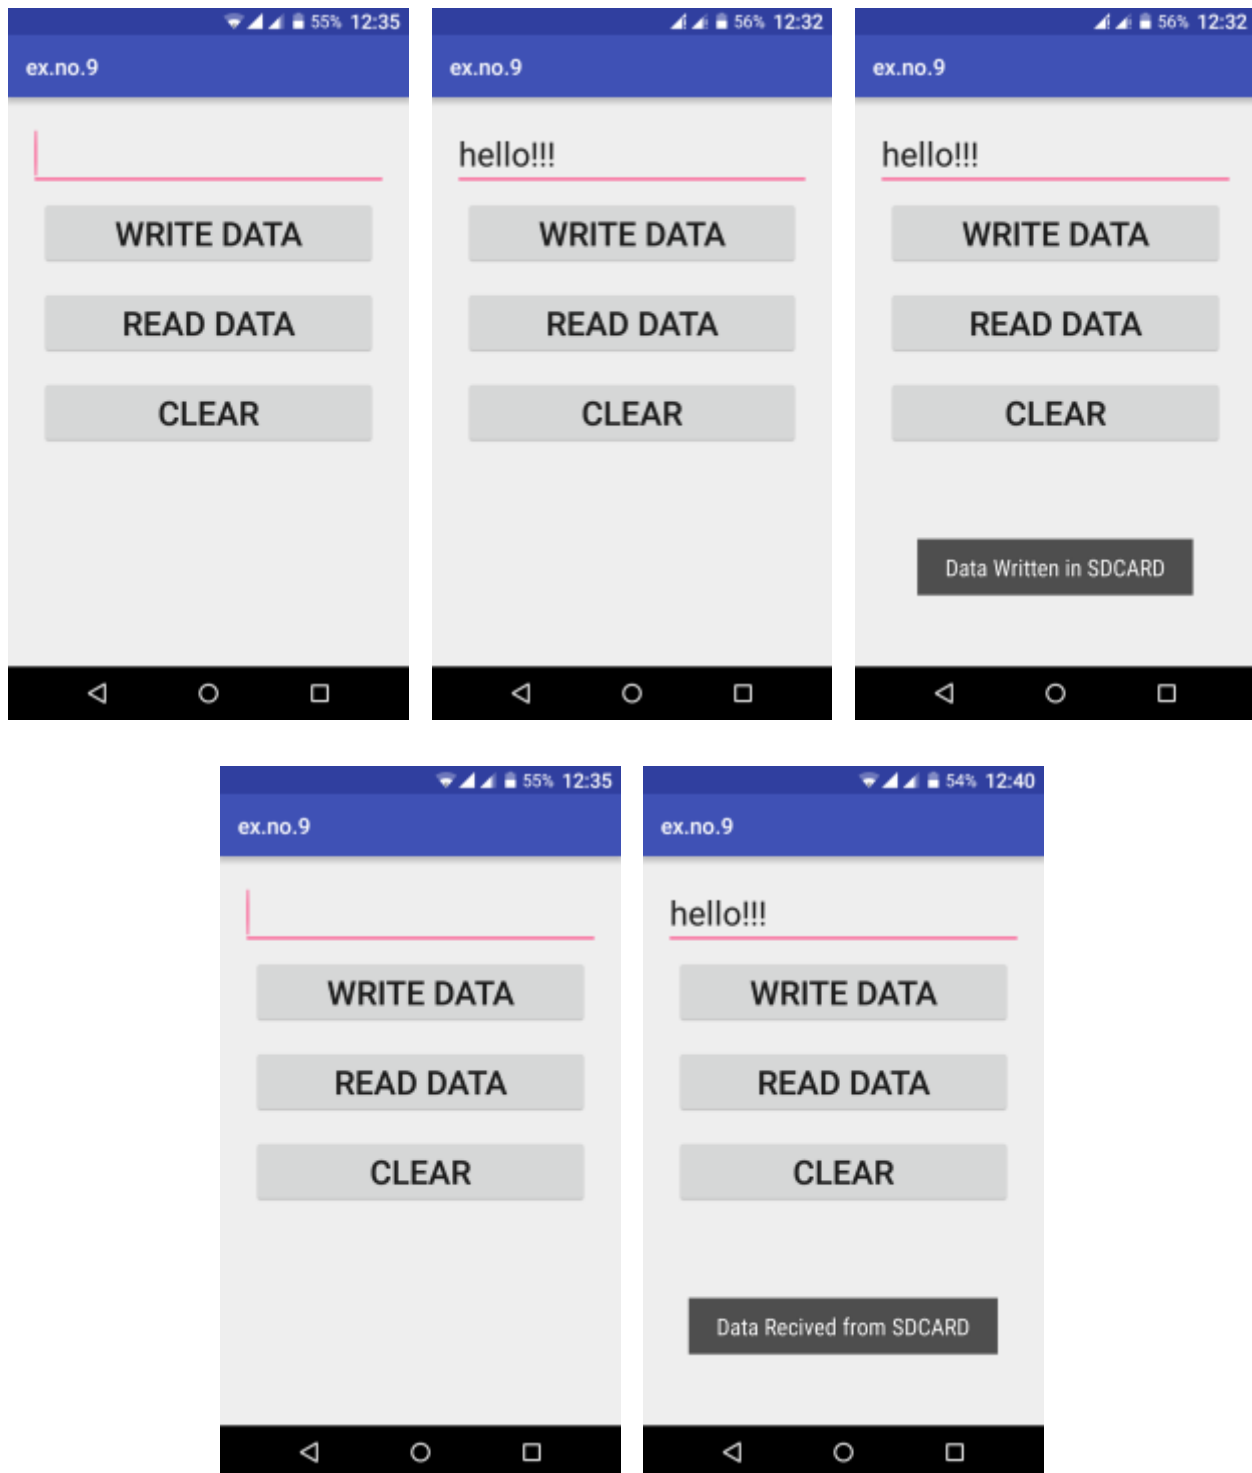 55% 12:35
ex.no.9
WRITE DATA
READ DATA
CLEAR
56% 12:32
ex.no.9
hello!!!
WRITE DATA
READ DATA
CLEAR
56% 12:32
ex.no.9
hello!!!
WRITE DATA
READ DATA
CLEAR
Data Written in SDCARD
55% 12:35
ex.no.9
WRITE DATA
READ DATA
CLEAR
54% 12:40
ex.no.9
hello!!!
WRITE DATA
READ DATA
CLEAR
Data Recived from SDCARD